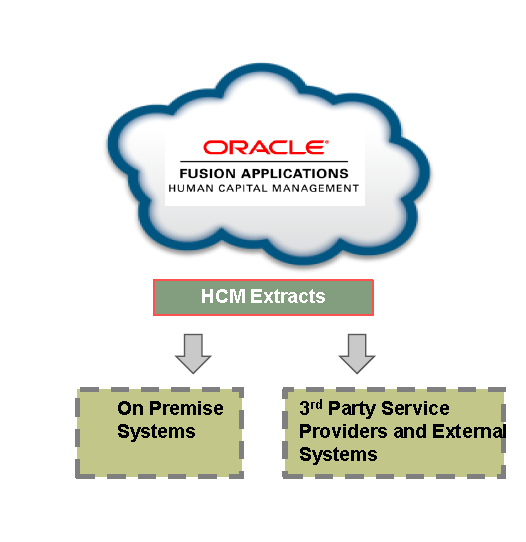 ORACLE®
FUSION APPLICATIONS
HUMAN CAPITAL MANAGEMENT
HCM Extracts
On Premise
Systems
3rd Party Service
Providers and External
Systems